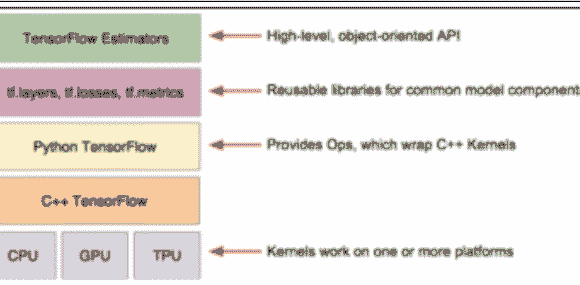 TensorFlow Estimators
High-level, object-oriented API
tf.layers, tf.losses, tf.metrics
Reusable libraries for common model component
Python TensorFlow
Provides Ops, which wrap C++ Kernels
C++ TensorFlow
CPU
GPU
TPU
Kernels work on one or more platforms